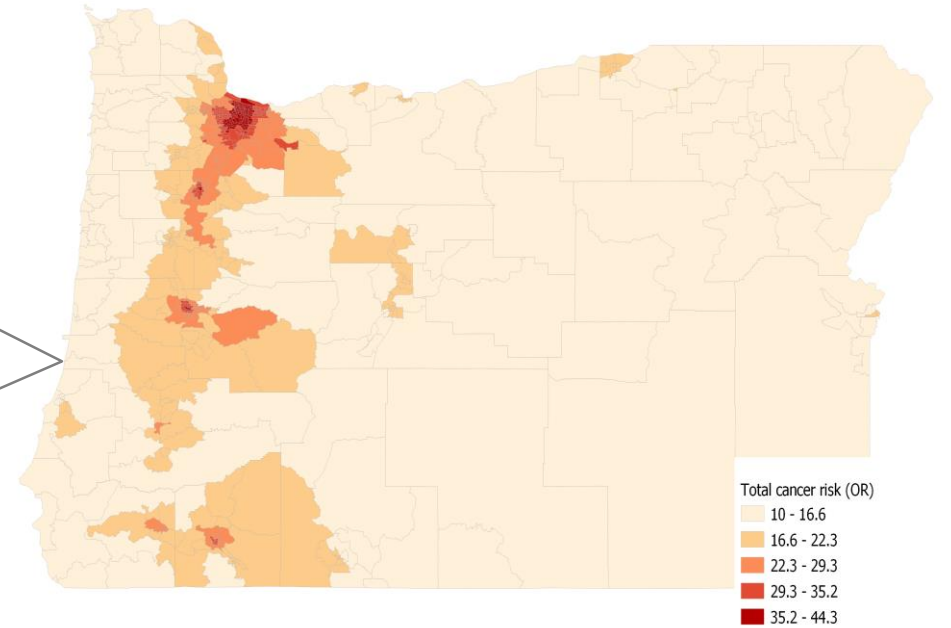 Total cancer risk (OR)
10 - 16.6
16.6 - 22.3
22.3 - 29.3
29.3 - 35.2
35.2 - 44.3